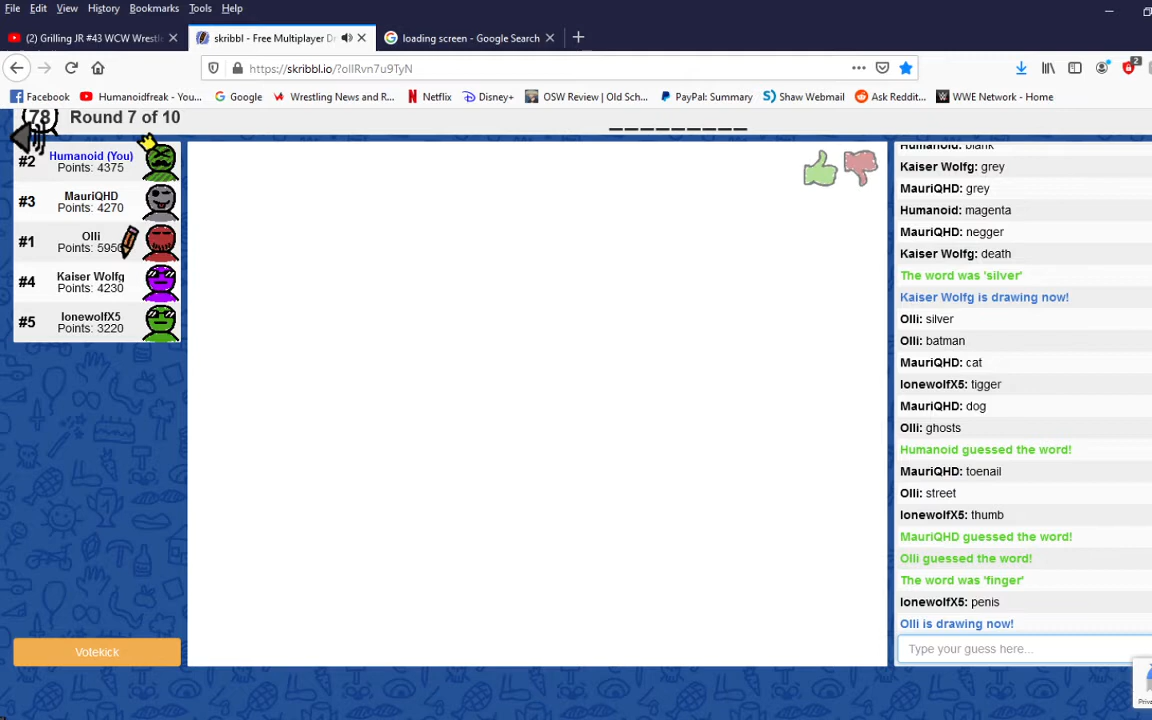 File Edit View History Bookmarks Tools Help
(2) Grilling JR #43 WCW Wrestl
skribbl - Free Multiplayer Dr
loading screen - Google Search
https://skribbl.io/?olIRvn7u9TyN
2
Facebook
Humanoidfreak - You...
Google
Wrestling News and R...
Netflix
Disney+
OSW Review | Old Sch...
PayPal: Summary
Shaw Webmail
Ask Reddit...
WWE Network - Home
78
Round 7 of 10
_________
#2 Humanoid (You)
Points: 4375
#3 MauriQHD
Points: 4270
#1 Olli
Points: 5950
#4 Kaiser Wolfg
Points: 4230
#5 lonewolfX5
Points: 3220
Votekick
Humanoid: blank
Kaiser Wolfg: grey
MauriQHD: grey
Humanoid: magenta
MauriQHD: negger
Kaiser Wolfg: death
The word was 'silver'
Kaiser Wolfg is drawing now!
Olli: silver
Olli: batman
MauriQHD: cat
lonewolfX5: tigger
MauriQHD: dog
Olli: ghosts
Humanoid guessed the word!
MauriQHD: toenail
Olli: street
lonewolfX5: thumb
MauriQHD guessed the word!
Olli guessed the word!
The word was 'finger'
lonewolfX5: penis
Olli is drawing now!
Type your guess here...